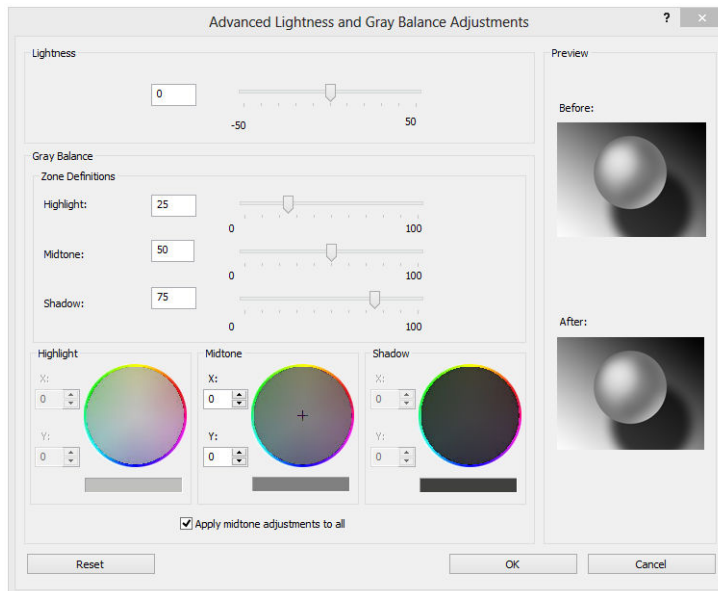 Advanced Lightness and Gray Balance Adjustments ? ×
Lightness
0
-50 50
Gray Balance
Zone Definitions
Highlight: 25
0 100
Midtone: 50
0 100
Shadow: 75
0 100
Highlight Midtone Shadow
X: X: X:
0 0 0
Y: Y: Y:
0 0 0
Apply midtone adjustments to all
Preview
Before:
After:
Reset OK Cancel